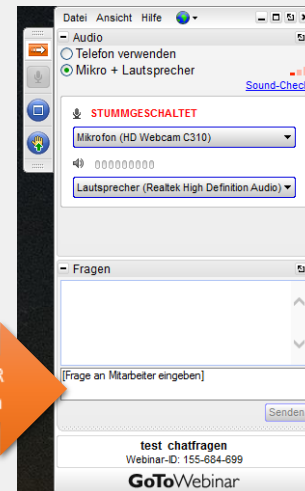 Datei Ansicht Hilfe
Audio
Telefon verwenden
Mikro + Lautsprecher
Sound-Check
STUMMGESCHALTET
Mikrofon (HD Webcam C310)
Lautsprecher (Realtek High Definition Audio)
Fragen
[Frage an Mitarbeiter eingeben]
Senden
test chatfragen
Webinar-ID: 155-684-699
GoToWebinar